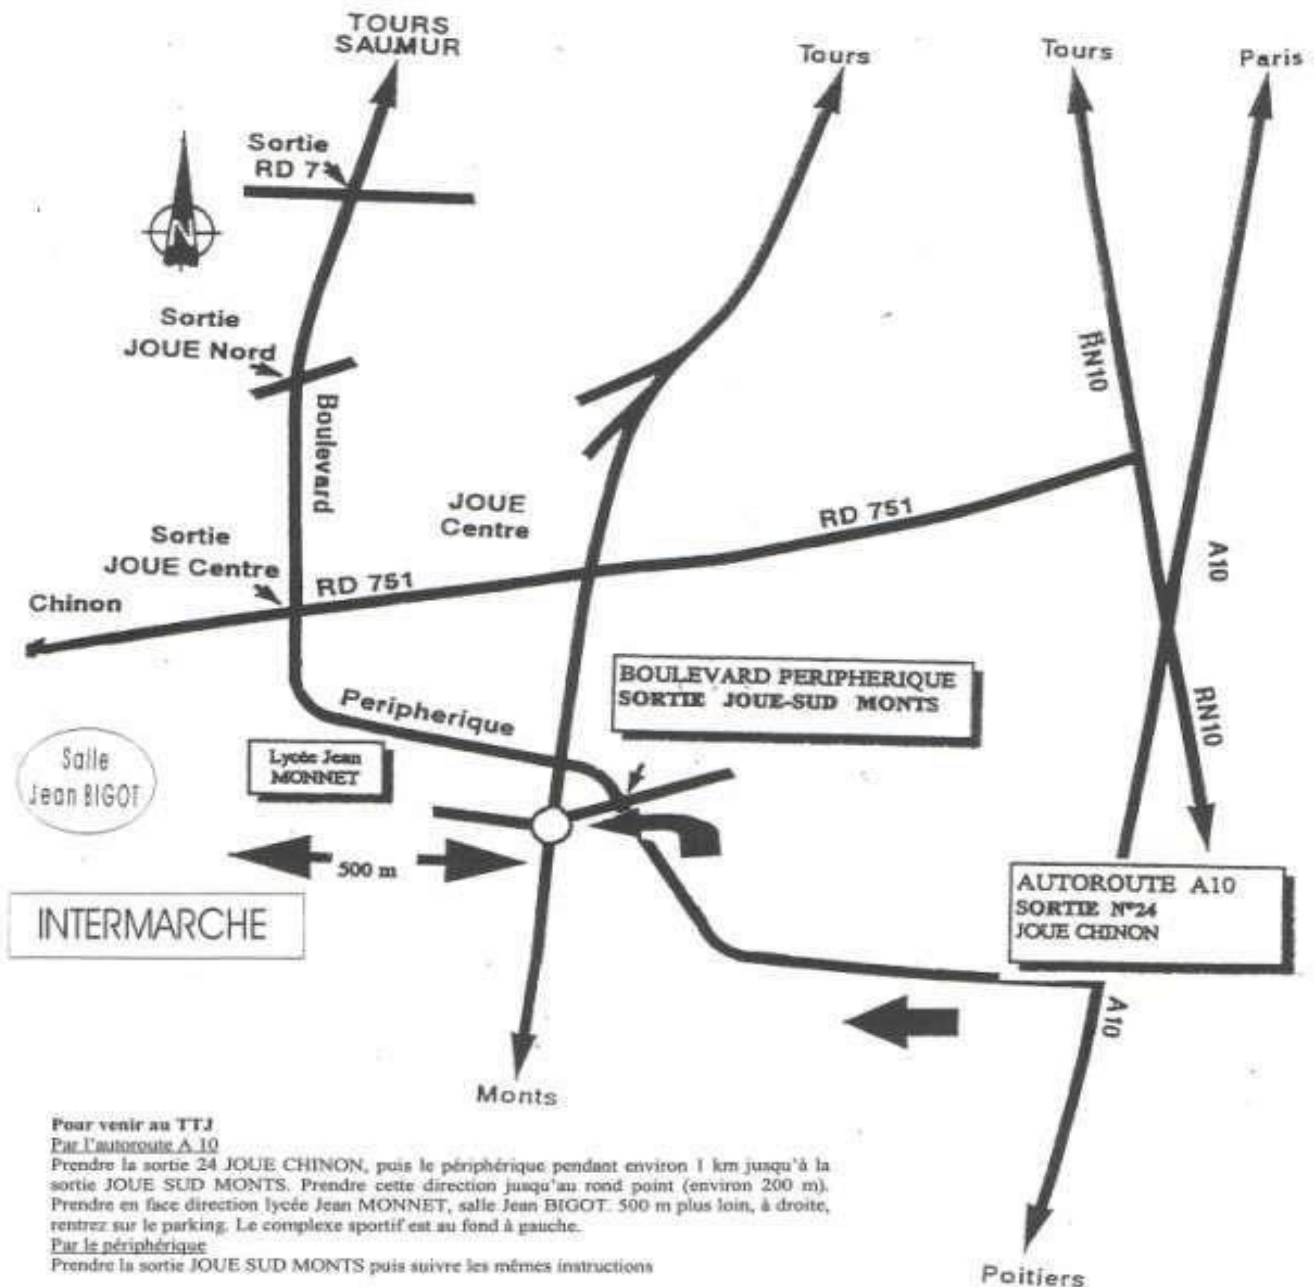 TOURS
SAUMUR
Tours
Tours
Paris
Sortie
RD 7
N
Sortie
JOUE Nord
RN10
Boulevard
JOUE
Centre
RD 751
Sortie
JOUE Centre
A10
RD 751
Chinon
BOULEVARD PERIPHERIQUE
SORTIE JOUE-SUD MONTS
Peripherique
RN10
Salle
Jean BIGOT
Lycée Jean
MONNET
500 m
INTERMARCHE
AUTOROUTE A10
SORTIE N°24
JOUE CHINON
A10
Monts
Poitiers
Pour venir au TTJ
Par l'autoroute A 10
Prendre la sortie 24 JOUE CHINON, puis le périphérique pendant environ 1 km jusqu'à la
sortie JOUE SUD MONTS. Prendre cette direction jusqu'au rond point (environ 200 m).
Prendre en face direction lycée Jean MONNET, salle Jean BIGOT. 500 m plus loin, à droite,
rentrez sur le parking. Le complexe sportif est au fond à gauche.
Par le périphérique
Prendre la sortie JOUE SUD MONTS puis suivre les mêmes instructions